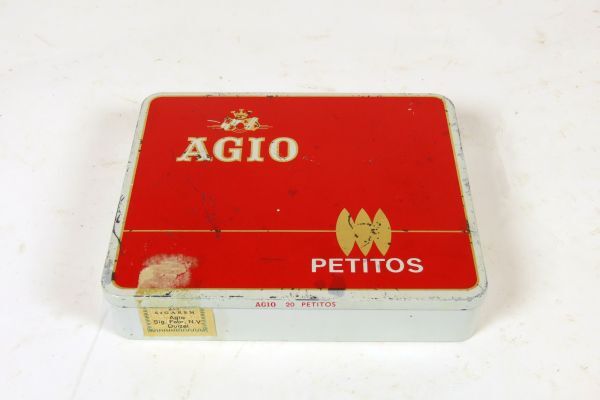 AGIO
PETITOS
AGIO 20 PETITOS
SIGAREN
Agio
Sig. Fabr. N.V.
Duizel